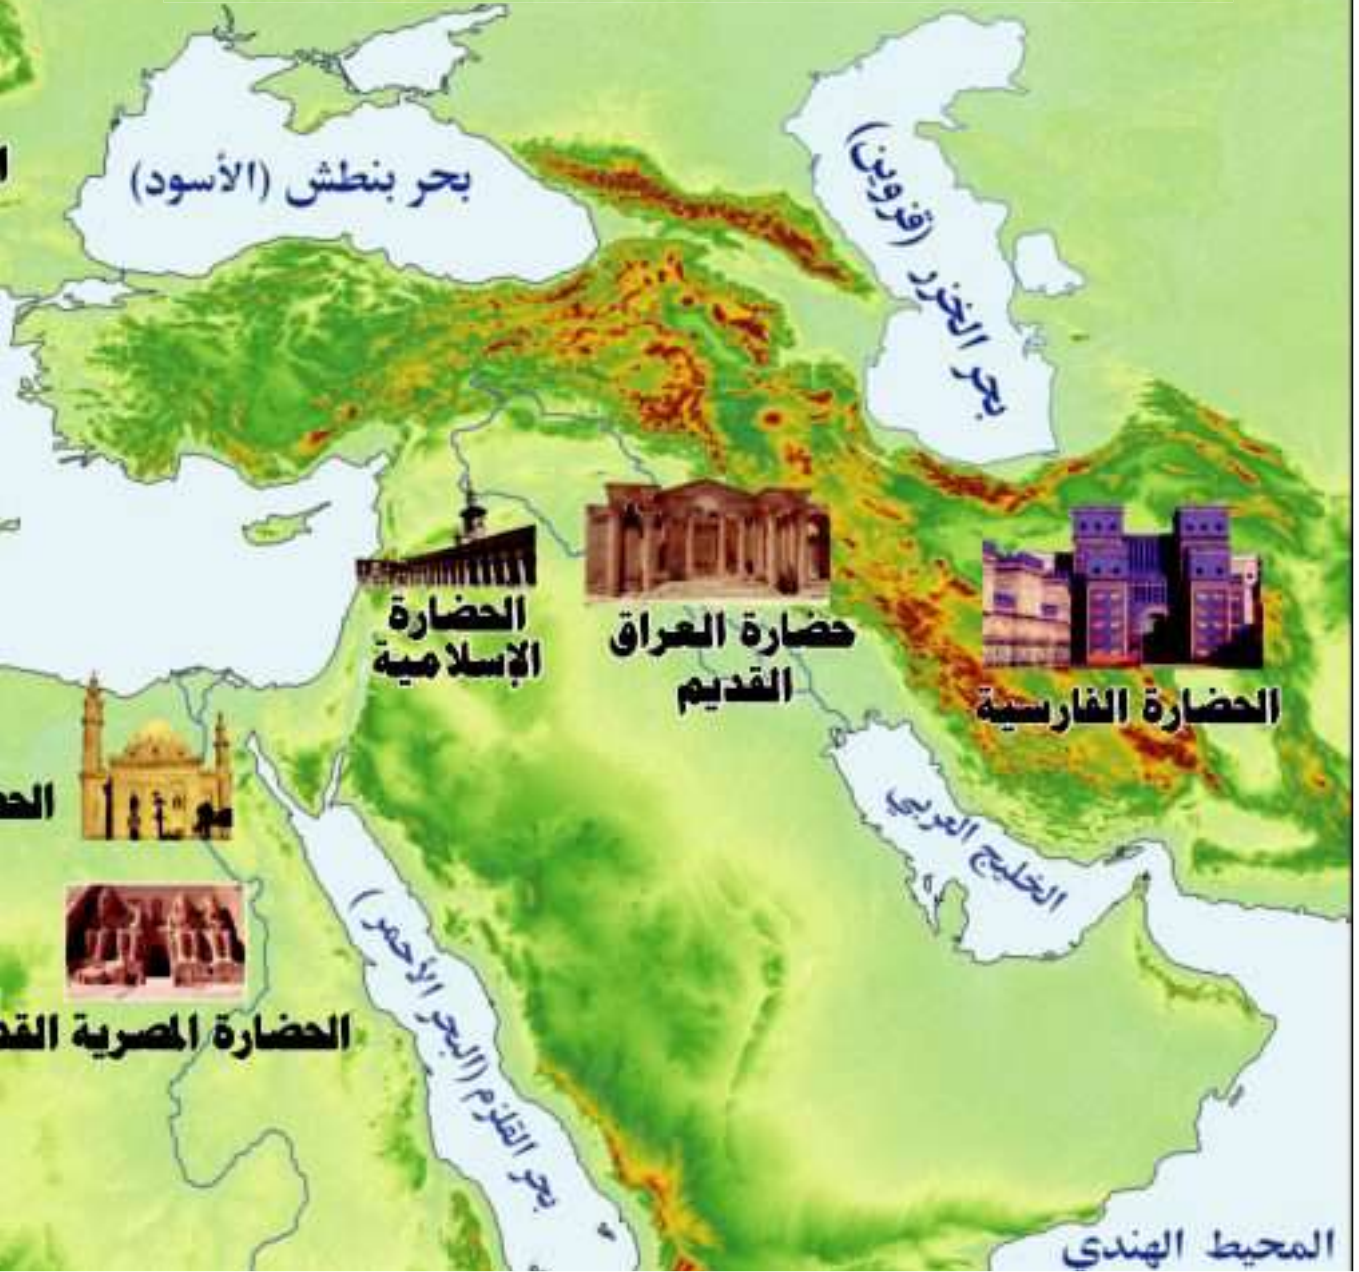 بحر بنطش (الأسود)
بحر الخزر (قزوين)
الحضارة
الإسلامية
حضارة العراق
القديم
الحضارة الفارسية
الخليج العربي
الحضارة المصرية
بحر القلزم (البحر الأحمر)
المحيط الهندي